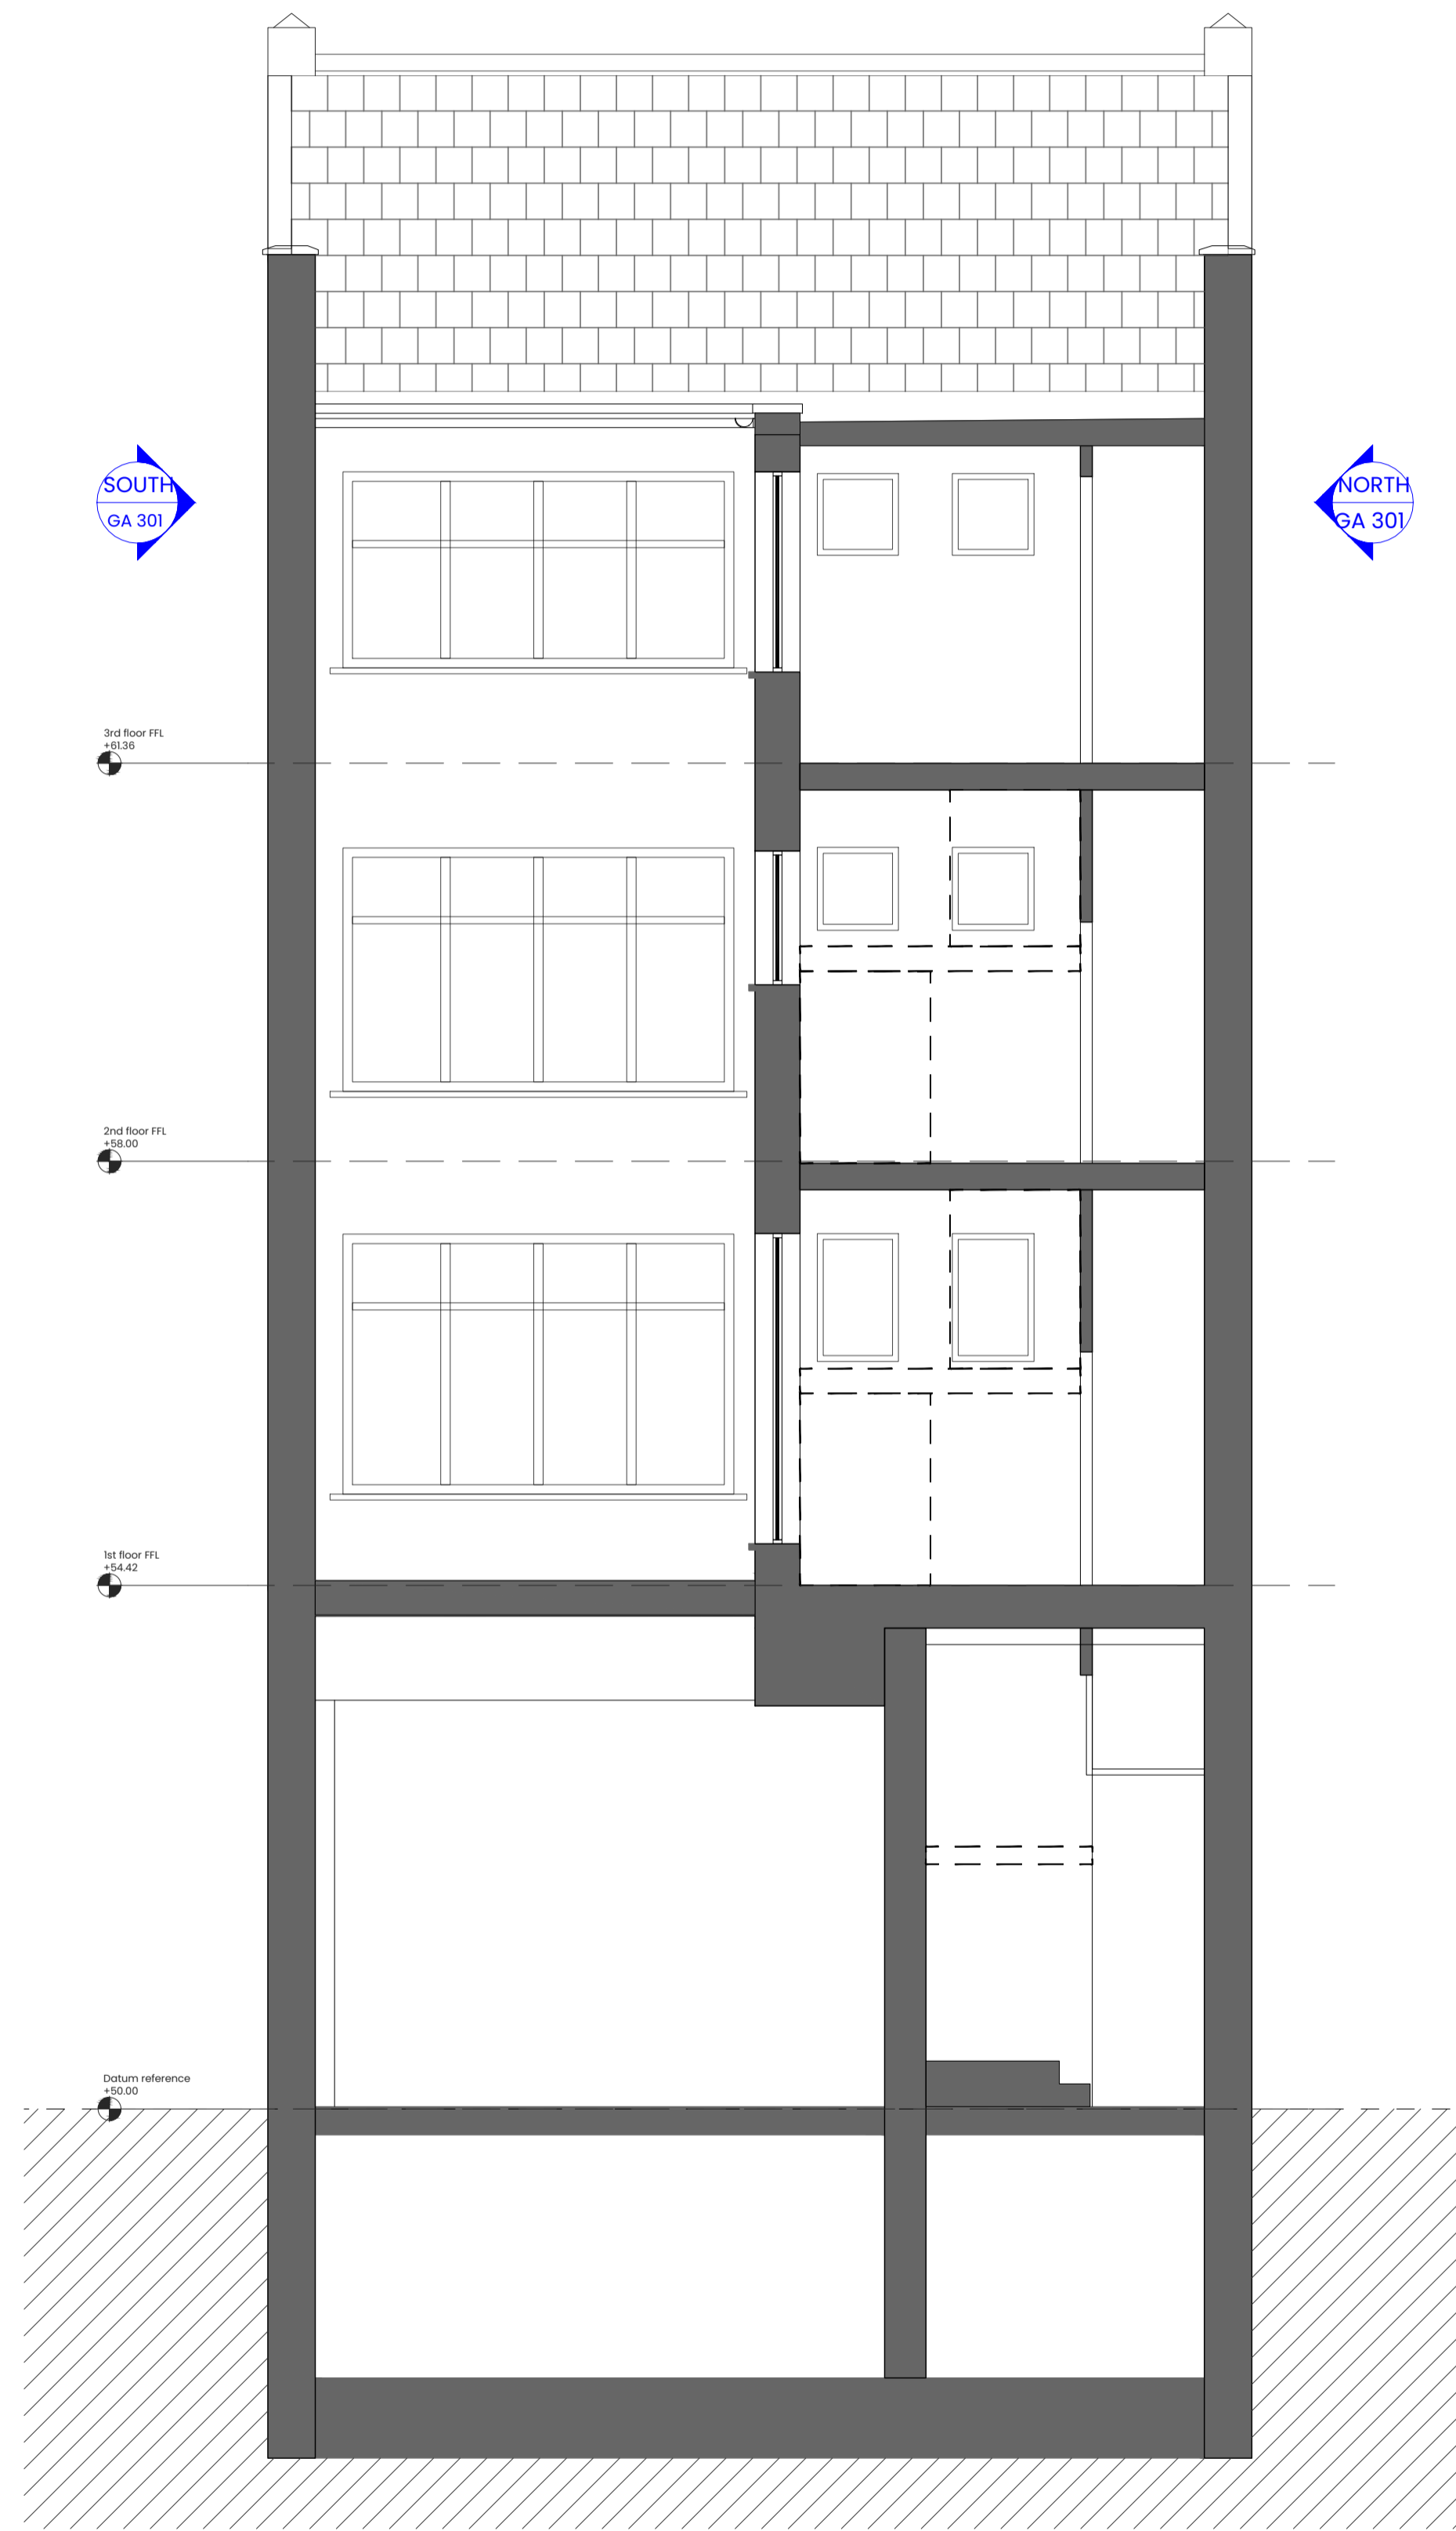 SOUTH
GA 301
NORTH
GA 301
3rd floor FFL
+61.36
2nd floor FFL
+58.00
1st floor FFL
+54.42
Datum reference
+50.00